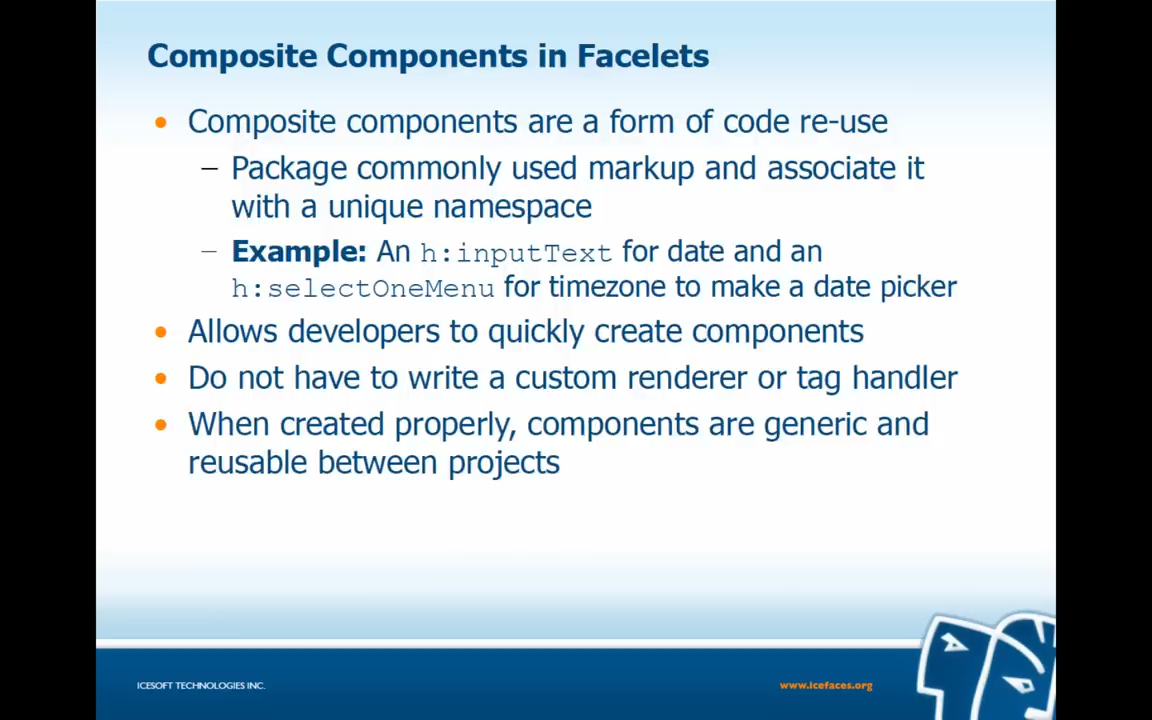 Composite Components in Facelets
• Composite components are a form of code re-use
– Package commonly used markup and associate it
with a unique namespace
– Example: An h:inputText for date and an
h:selectOneMenu for timezone to make a date picker
• Allows developers to quickly create components
• Do not have to write a custom renderer or tag handler
• When created properly, components are generic and
reusable between projects
ICESOFT TECHNOLOGIES INC.
www.icefaces.org